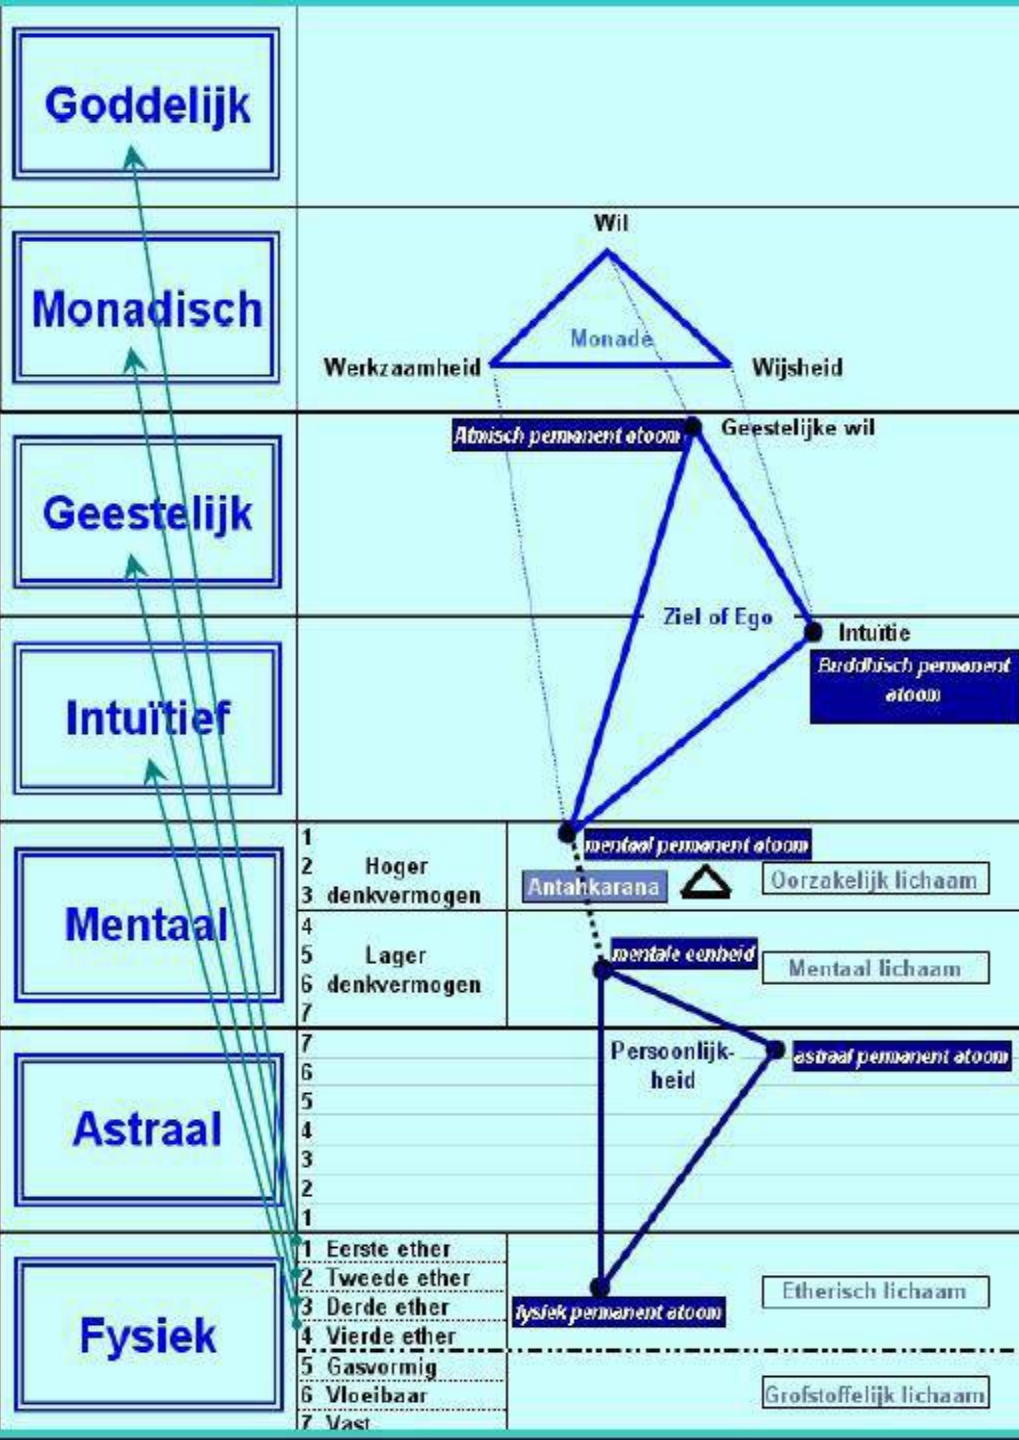 Goddelijk
Wil
Monadisch
Monade
Werkzaamheid
Wijsheid
Atmisch permanent atoom
Geestelijke wil
Geestelijk
Ziel of Ego
Intuïtie
Buddhisch permanent
atoom
Intuïtief
1
mentaal permanent atoom
2 Hoger
3 denkvermogen
Antahkarana
Oorzakelijk lichaam
Mentaal
4
5 Lager
6 denkvermogen
7
mentale eenheid
Mentaal lichaam
7
6
5
4
3
2
1
Persoonlijk-
heid
astraal permanent atoom
Astraal
1 Eerste ether
2 Tweede ether
3 Derde ether
4 Vierde ether
fysiek permanent atoom
Etherisch lichaam
Fysiek
5 Gasvormig
6 Vloeibaar
7 Vast
Grofstoffelijk lichaam